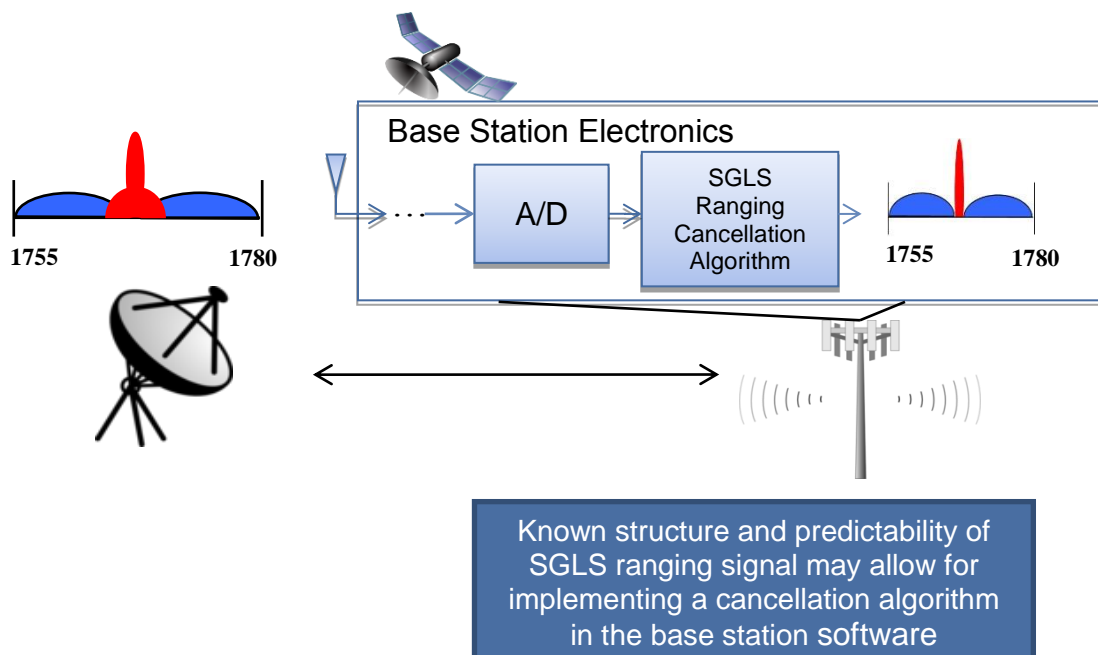 Base Station Electronics
1755
1780
. . .
A/D
SGLS
Ranging
Cancellation
Algorithm
1755
1780
Known structure and predictability of
SGLS ranging signal may allow for
implementing a cancellation algorithm
in the base station software